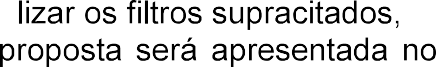 lizar os filtros supracitados,
proposta será apresentada no